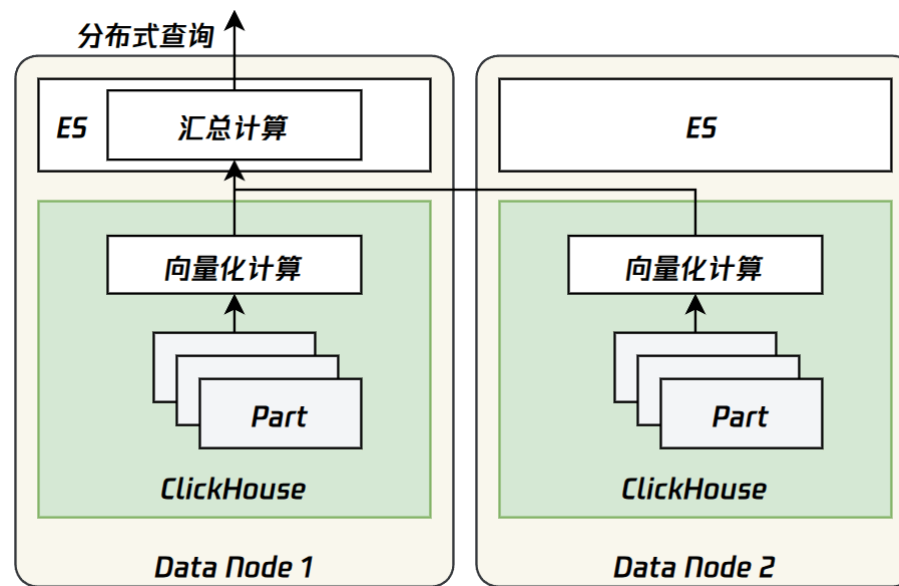 分布式查询
ES
汇总计算
向量化计算
Part
ClickHouse
Data Node 1
ES
向量化计算
Part
ClickHouse
Data Node 2